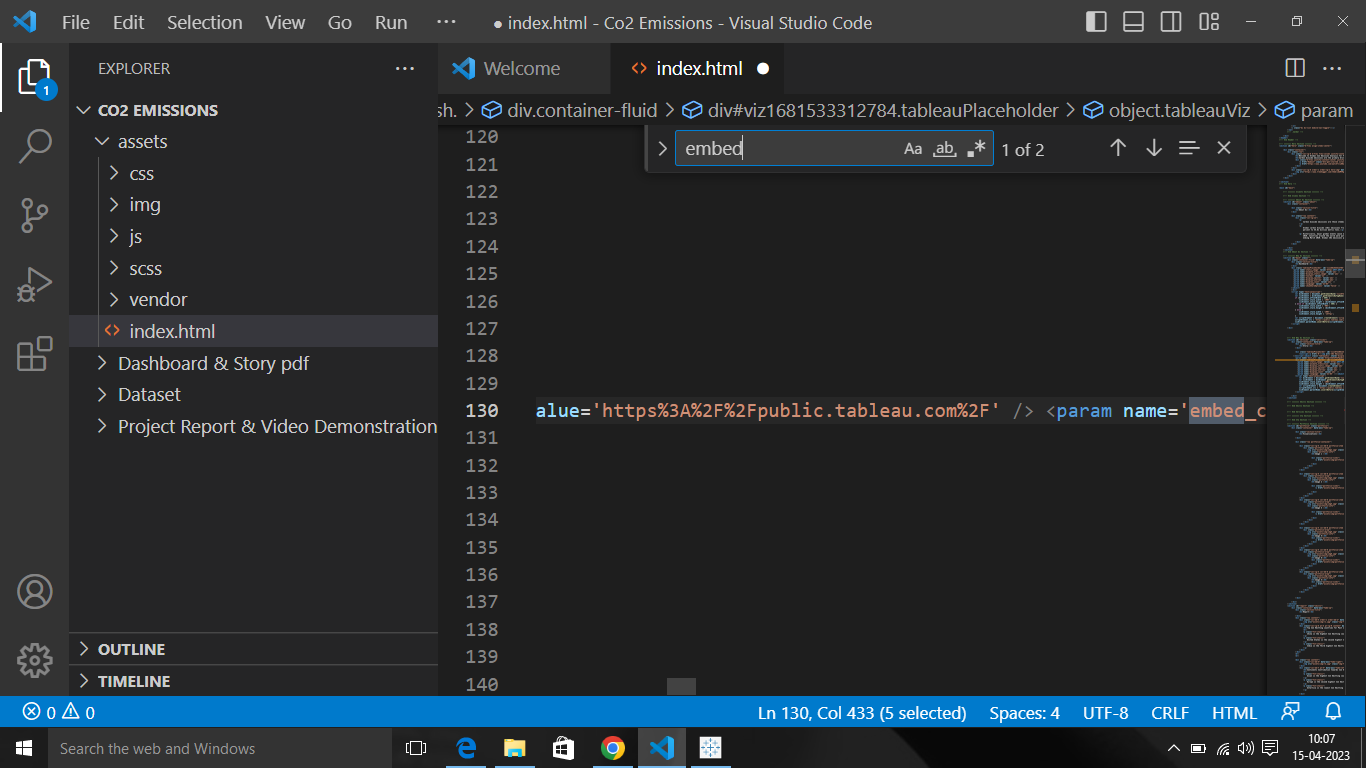 File Edit Selection View Go Run ··· ● index.html - Co2 Emissions - Visual Studio Code
EXPLORER ···
1
CO2 EMISSIONS
assets
css
img
js
scss
vendor
index.html
Dashboard & Story pdf
Dataset
Project Report & Video Demonstration
OUTLINE
TIMELINE
Welcome index.html ●
sh. > div.container-fluid > div#viz1681533312784.tableauPlaceholder > object.tableauViz > param
embed Aa ab 1 of 2
120
121
122
123
124
125
126
127
128
129
130 alue='https%3A%2F%2Fpublic.tableau.com%2F' /> <param name='embed_c
131
132
133
134
135
136
137
138
139
140
0 0 Ln 130, Col 433 (5 selected) Spaces: 4 UTF-8 CRLF HTML
Search the web and Windows
10:07
15-04-2023